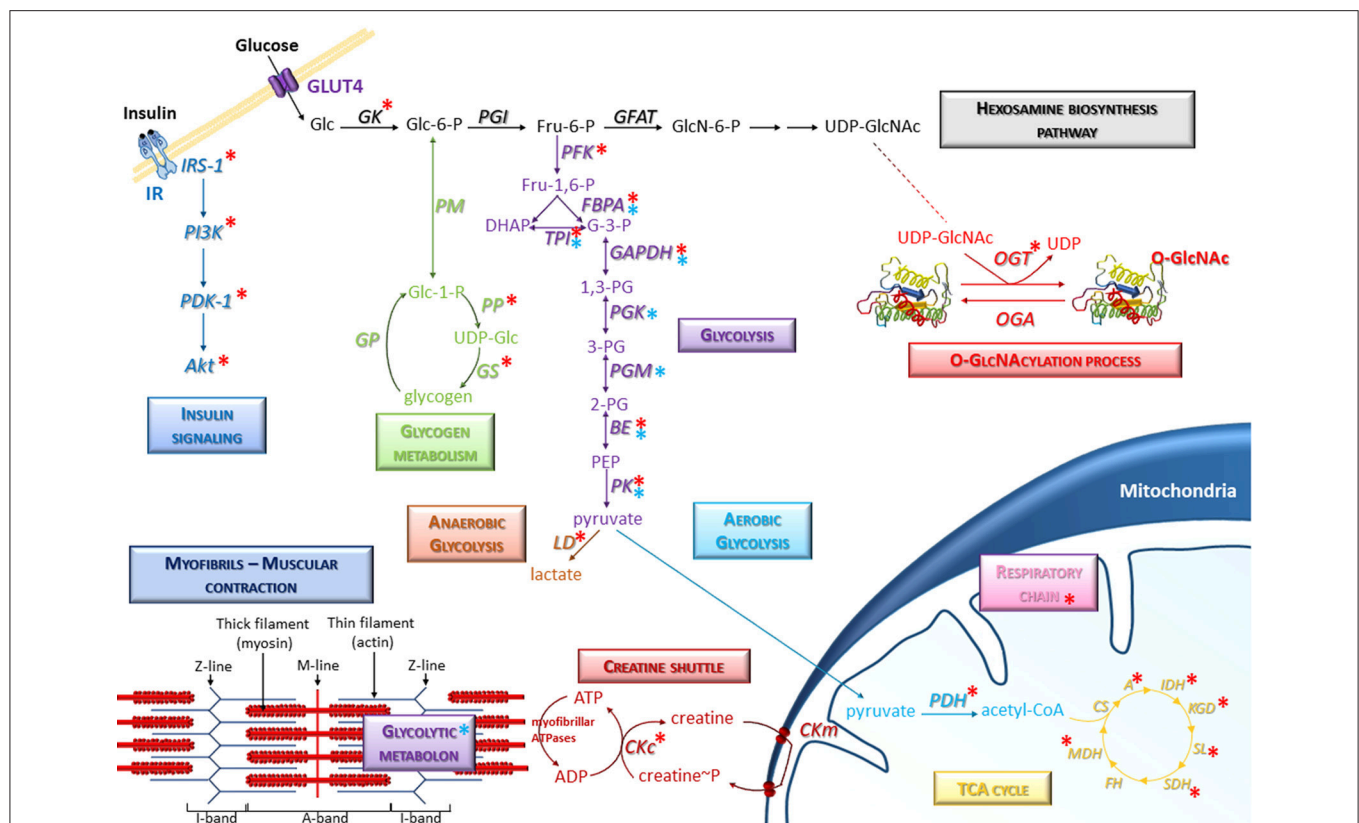 Glucose
GLUT4
Insulin
IR
Glc
GK*
Glc-6-P
PGI
Fru-6-P
GFAT
GlcN-6-P
UDP-GlcNAc
HEXOSAMINE BIOSYNTHESIS
PATHWAY
IRS-1*
PI3K*
PDK-1*
Akt*
INSULIN
SIGNALING
PM
Glc-1-R
PP*
GP
UDP-Glc
GS*
glycogen
GLYCOGEN
METABOLISM
PFK*
Fru-1,6-P
FBPA**
DHAP
G-3-P
TPI**
GAPDH**
1,3-PG
PGK*
3-PG
PGM*
2-PG
BE**
PEP
PK**
pyruvate
GLYCOLYSIS
UDP-GlcNAc
OGT*
UDP
O-GlcNAc
OGA
O-GLCNACYLATION PROCESS
ANAEROBIC
GLYCOLYSIS
LD*
lactate
AEROBIC
GLYCOLYSIS
Mitochondria
RESPIRATORY
CHAIN*
MYOFIBRILS – MUSCULAR
CONTRACTION
Thick filament
(myosin)
Thin filament
(actin)
Z-line
M-line
Z-line
GLYCOLYTIC*
METABOLON
I-band
A-band
I-band
CREATINE SHUTTLE
ATP
myofibrillar
ATPases
ADP
CKc*
creatine
creatine~P
CKm
pyruvate
PDH*
acetyl-CoA
CS
A*
IDH*
KGD*
SL*
SDH*
FH
MDH*
TCA CYCLE